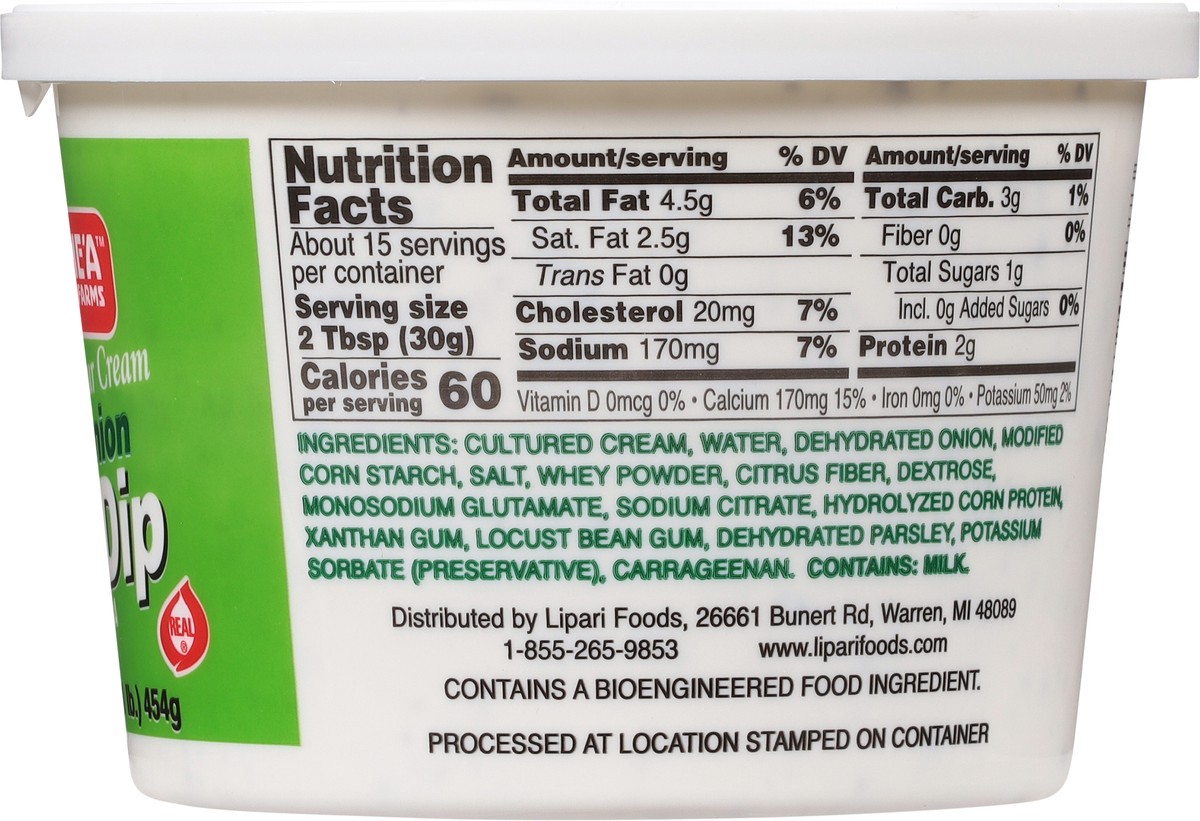 Nutrition
Facts
About 15 servings
per container
Serving size
2 Tbsp (30g)
Calories 60
per serving
Amount/serving % DV
Total Fat 4.5g 6%
Sat. Fat 2.5g 13%
Trans Fat 0g
Cholesterol 20mg 7%
Sodium 170mg 7%
Amount/serving % DV
Total Carb. 3g 1%
Fiber 0g 0%
Total Sugars 1g
Incl. 0g Added Sugars 0%
Protein 2g
Vitamin D 0mcg 0% • Calcium 170mg 15% • Iron 0mg 0% • Potassium 50mg 2%
INGREDIENTS: CULTURED CREAM, WATER, DEHYDRATED ONION, MODIFIED
CORN STARCH, SALT, WHEY POWDER, CITRUS FIBER, DEXTROSE,
MONOSODIUM GLUTAMATE, SODIUM CITRATE, HYDROLYZED CORN PROTEIN,
XANTHAN GUM, LOCUST BEAN GUM, DEHYDRATED PARSLEY, POTASSIUM
SORBATE (PRESERVATIVE), CARRAGEENAN. CONTAINS: MILK.
Distributed by Lipari Foods, 26661 Bunert Rd, Warren, MI 48089
1-855-265-9853 www.liparifoods.com
CONTAINS A BIOENGINEERED FOOD INGREDIENT.
PROCESSED AT LOCATION STAMPED ON CONTAINER
Cream
Dip
REAL
®
lb.) 454g